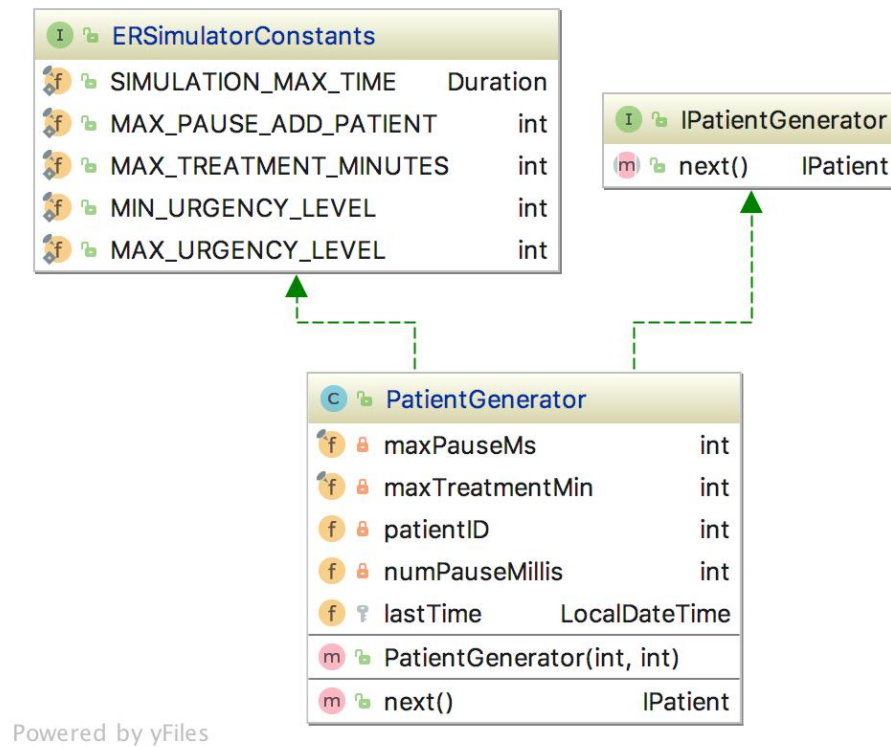 I ERSimulatorConstants
f SIMULATION_MAX_TIME Duration
f MAX_PAUSE_ADD_PATIENT int
f MAX_TREATMENT_MINUTES int
f MIN_URGENCY_LEVEL int
f MAX_URGENCY_LEVEL int
I IPatientGenerator
m next() IPatient
C PatientGenerator
f maxPauseMs int
f maxTreatmentMin int
f patientID int
f numPauseMillis int
f lastTime LocalDateTime
m PatientGenerator(int, int)
m next() IPatient
Powered by yFiles